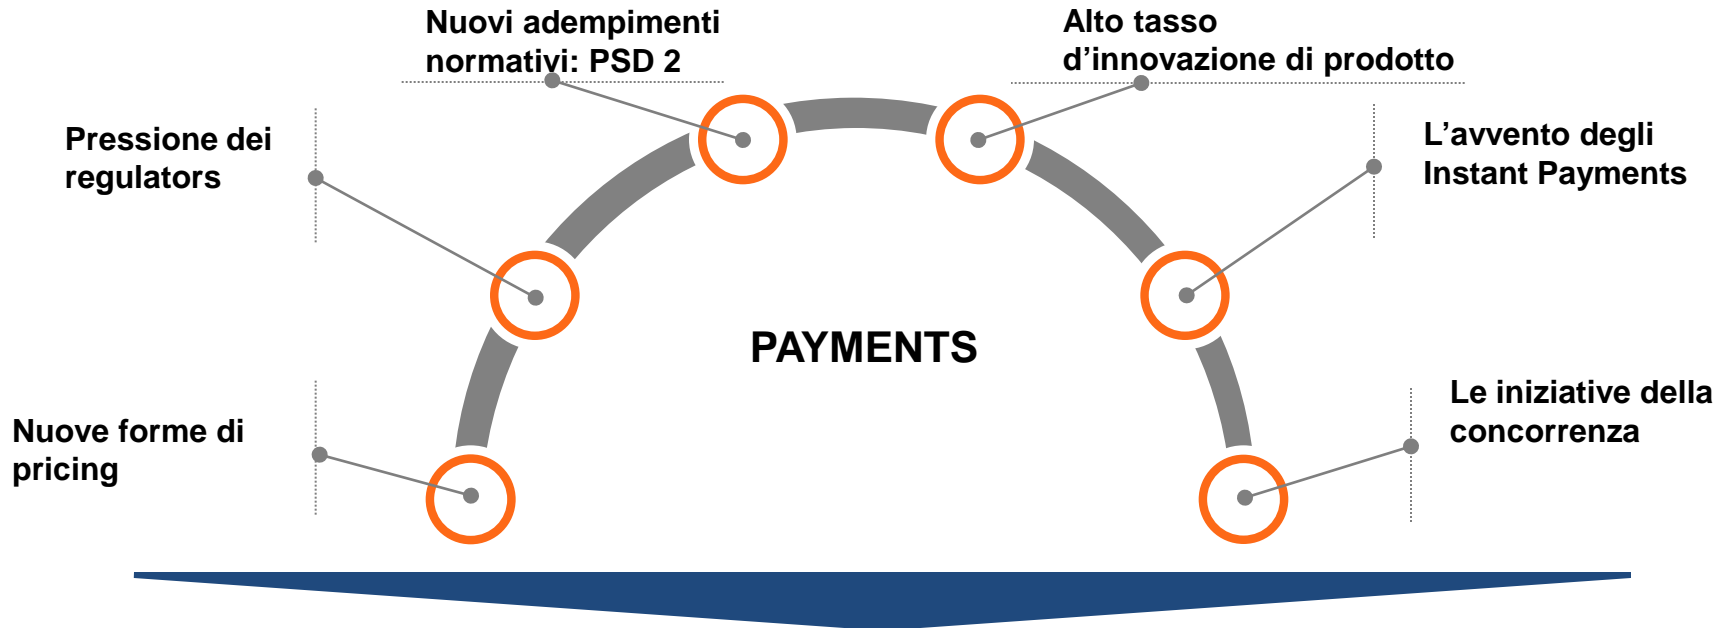 Nuovi adempimenti
normativi: PSD 2
Alto tasso
d’innovazione di prodotto
Pressione dei
regulators
L’avvento degli
Instant Payments
PAYMENTS
Nuove forme di
pricing
Le iniziative della
concorrenza